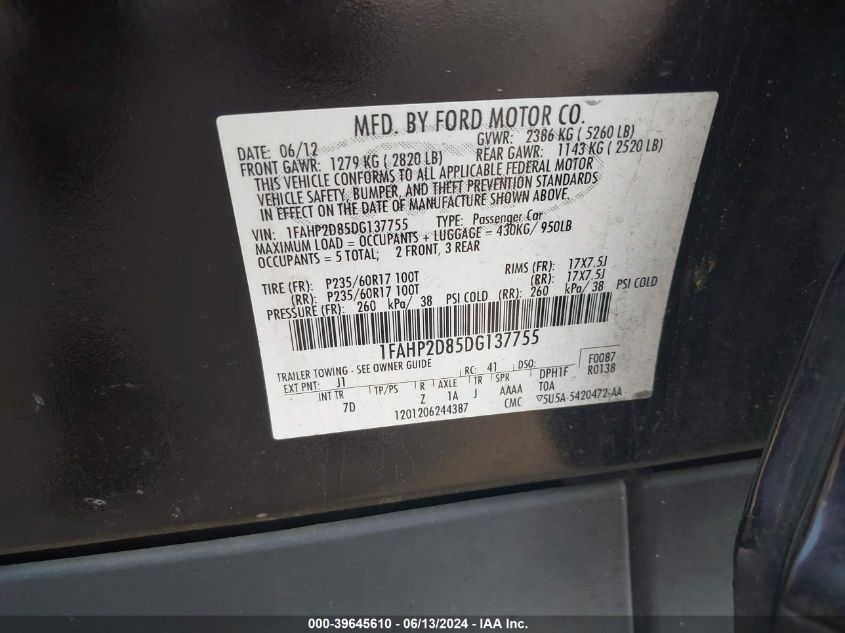 MFD. BY FORD MOTOR CO.
DATE: 06/12 GVWR: 2386 KG ( 5260 LB)
FRONT GAWR: 1279 KG ( 2820 LB) REAR GAWR: 1143 KG ( 2520 LB)
THIS VEHICLE CONFORMS TO ALL APPLICABLE FEDERAL MOTOR
VEHICLE SAFETY, BUMPER, AND THEFT PREVENTION STANDARDS
IN EFFECT ON THE DATE OF MANUFACTURE SHOWN ABOVE.
VIN: 1FAHP2D85DG137755 TYPE: Passenger Car
MAXIMUM LOAD = OCCUPANTS + LUGGAGE = 430KG/ 950LB
OCCUPANTS = 5 TOTAL; 2 FRONT, 3 REAR
TIRE (FR): P235/60R17 100T RIMS (FR): 17X7.5J
(RR): P235/60R17 100T (RR): 17X7.5J
PRESSURE (FR): 260 kPa/ 38 PSI COLD (RR): 260 kPa/ 38 PSI COLD
1FAHP2D85DG137755
TRAILER TOWING - SEE OWNER GUIDE
EXT PNT: J1 RC: 41 DSO: F0087
INT TR TP/PS R AXLE TR SPR DPH1F R0138
7D Z 1A J AAAA TOA
1201206244387 CMC ▽5U5A-5420472-AA
000-39645610 - 06/13/2024 - IAA Inc.